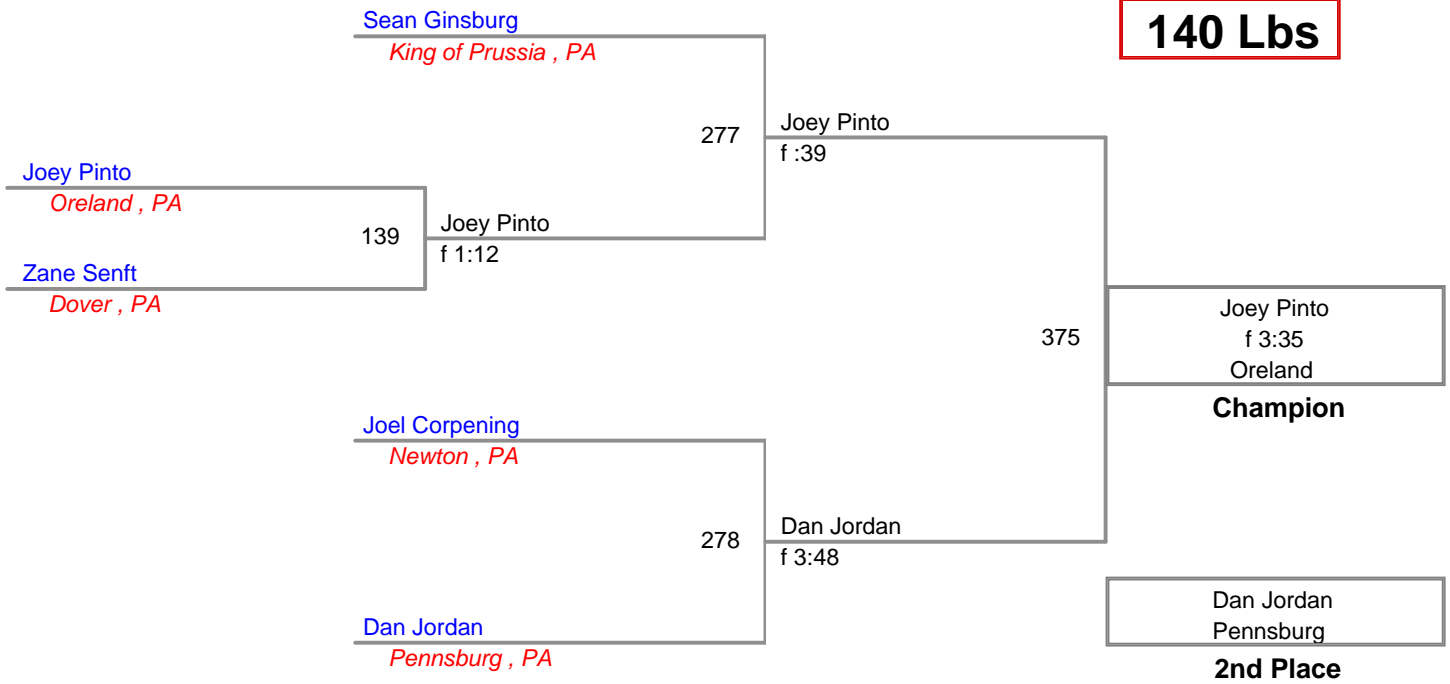 Sean Ginsburg
King of Prussia , PA
140 Lbs
277
Joey Pinto
f :39
Joey Pinto
Oreland , PA
139
Joey Pinto
f 1:12
Zane Senft
Dover , PA
375
Joey Pinto
f 3:35
Oreland
Champion
Joel Corpening
Newton , PA
278
Dan Jordan
f 3:48
Dan Jordan
Pennsburg , PA
Dan Jordan
Pennsburg
2nd Place